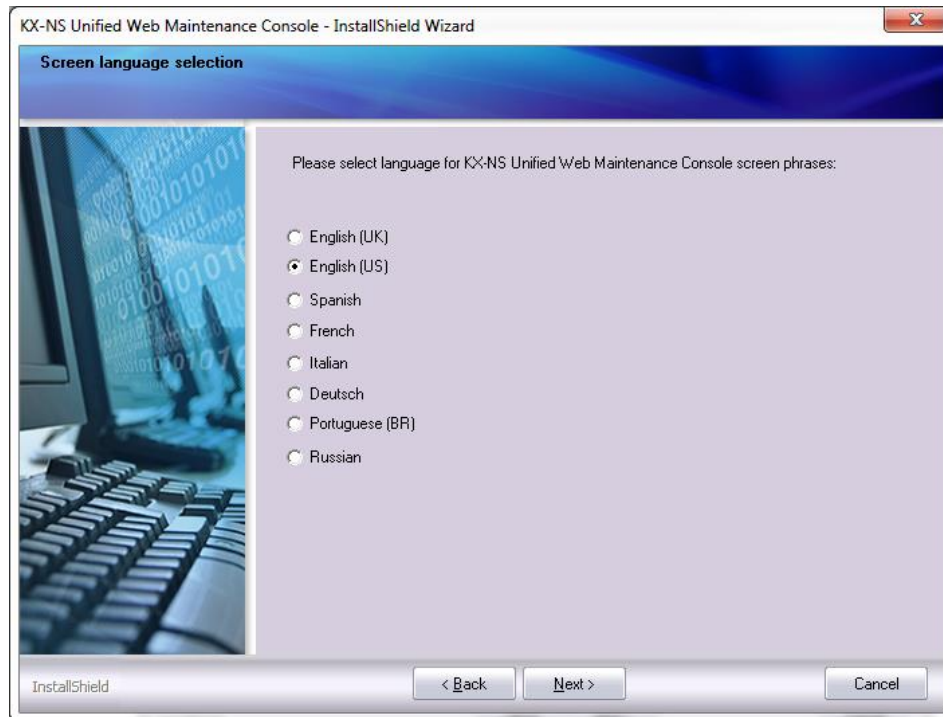 KX-NS Unified Web Maintenance Console - InstallShield Wizard
Screen language selection
Please select language for KX-NS Unified Web Maintenance Console screen phrases:
English (UK)
English (US)
Spanish
French
Italian
Deutsch
Portuguese (BR)
Russian
InstallShield
< Back
Next >
Cancel